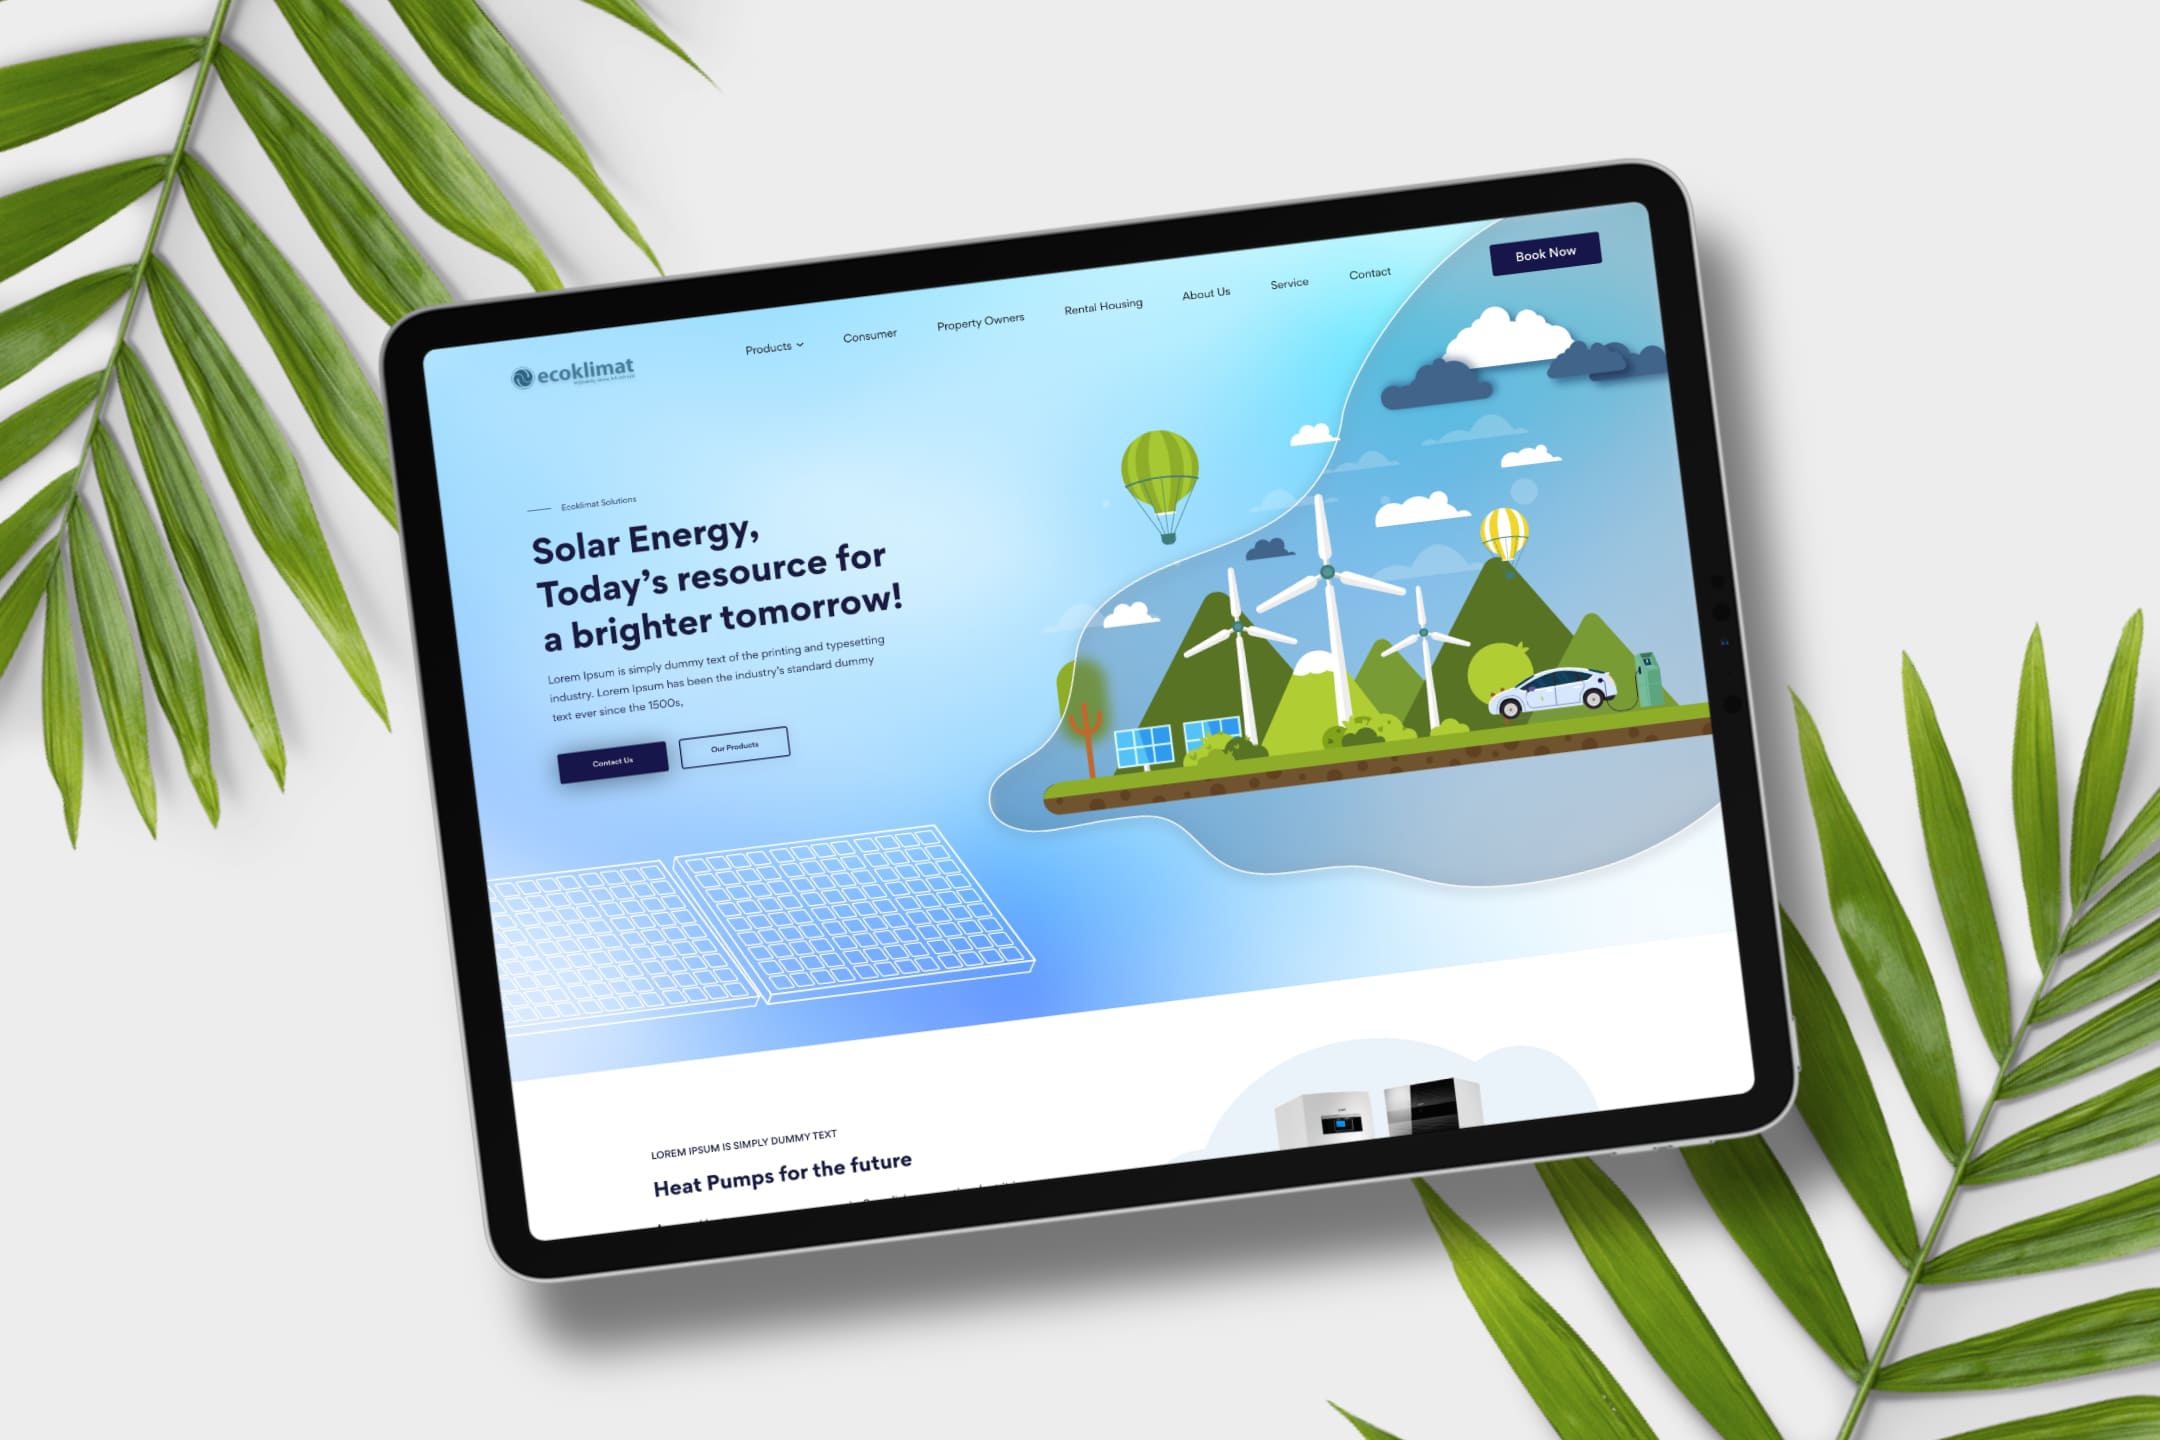 ecoklimat
Products
Consumer
Property Owners
Rental Housing
About Us
Service
Contact
Book Now
Ecoklimat Solutions
Solar Energy,
Today’s resource for
a brighter tomorrow!
Lorem Ipsum is simply dummy text of the printing and typesetting
industry. Lorem Ipsum has been the industry's standard dummy
text ever since the 1500s,
Contact Us
Our Products
LOREM IPSUM IS SIMPLY DUMMY TEXT
Heat Pumps for the future